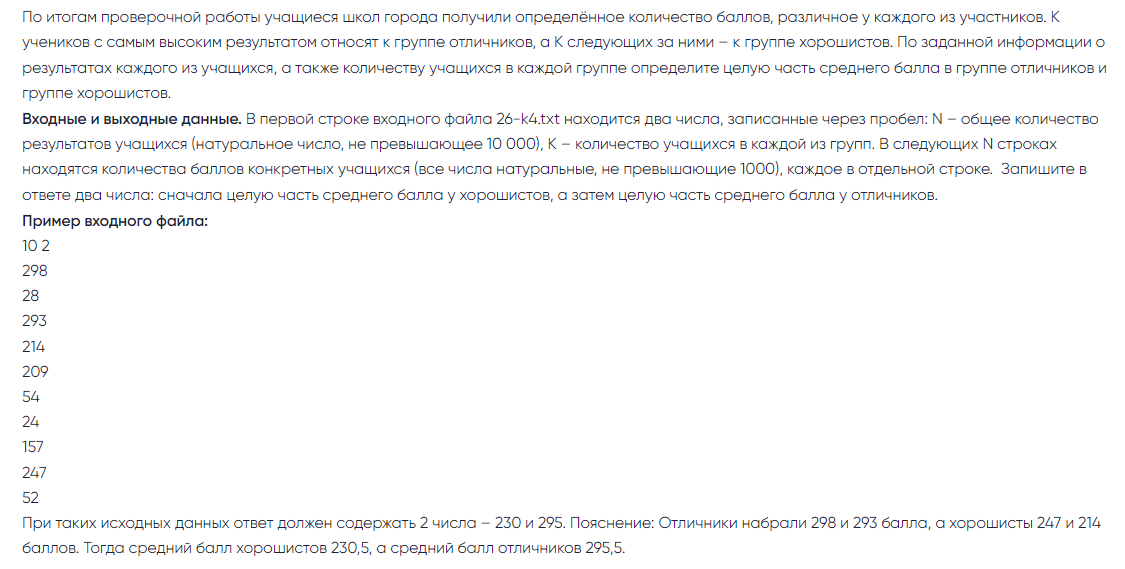 По итогам проверочной работы учащиеся школ города получили определённое количество баллов, различное у каждого из участников. К
учеников с самым высоким результатом относят к группе отличников, а К следующих за ними – к группе хорошистов. По заданной информации о
результатах каждого из учащихся, а также количеству учащихся в каждой группе определите целую часть среднего балла в группе отличников и
группе хорошистов.
Входные и выходные данные. В первой строке входного файла 26-k4.txt находится два числа, записанные через пробел: N – общее количество
результатов учащихся (натуральное число, не превышающее 10 000), K – количество учащихся в каждой из групп. В следующих N строках
находятся количества баллов конкретных учащихся (все числа натуральные, не превышающие 1000), каждое в отдельной строке. Запишите в
ответе два числа: сначала целую часть среднего балла у хорошистов, а затем целую часть среднего балла у отличников.
Пример входного файла:
10 2
298
28
293
214
209
54
24
157
247
52
При таких исходных данных ответ должен содержать 2 числа – 230 и 295. Пояснение: Отличники набрали 298 и 293 балла, а хорошисты 247 и 214
баллов. Тогда средний балл хорошистов 230,5, а средний балл отличников 295,5.